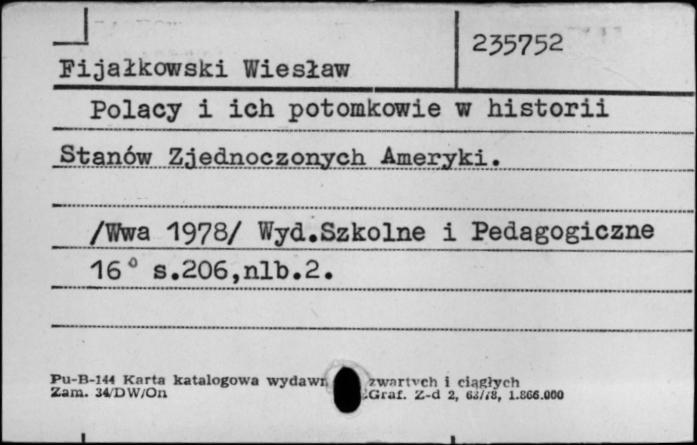 235752
Fijałkowski Wiesław
Polacy i ich potomkowie w historii
Stanów Zjednoczonych Ameryki.
/Wwa 1978/ Wyd.Szkolne i Pedagogiczne
16° s.206,nlb.2.
Pu-B-144 Karta katalogowa wydawn zwartych i ciągłych
Zam. 34/DW/On Graf. Z-d 2, 63/78, 1.866.000